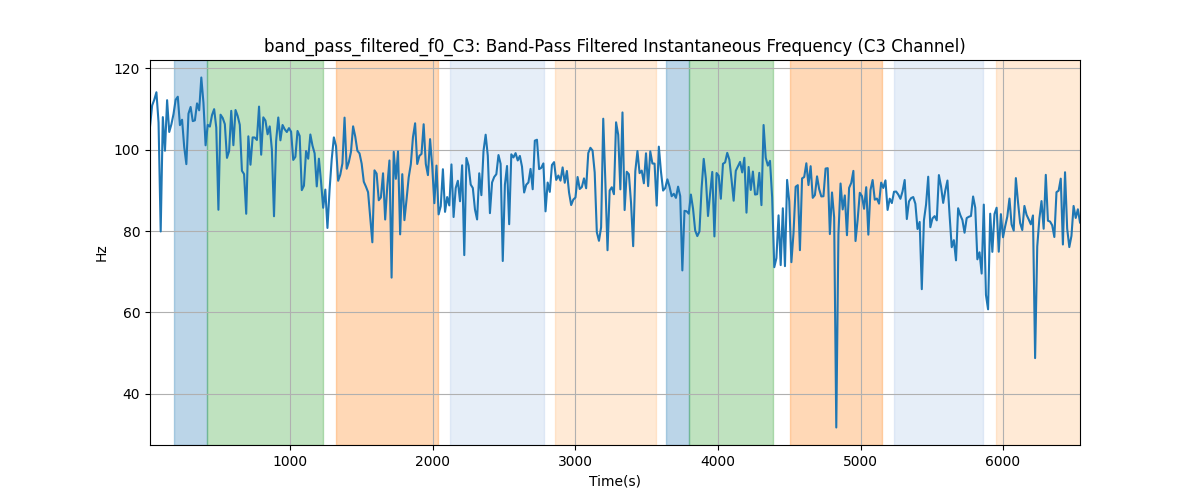 band_pass_filtered_f0_C3: Band-Pass Filtered Instantaneous Frequency (C3 Channel)
120
100
80
60
40
Hz
1000 2000 3000 4000 5000 6000
Time(s)